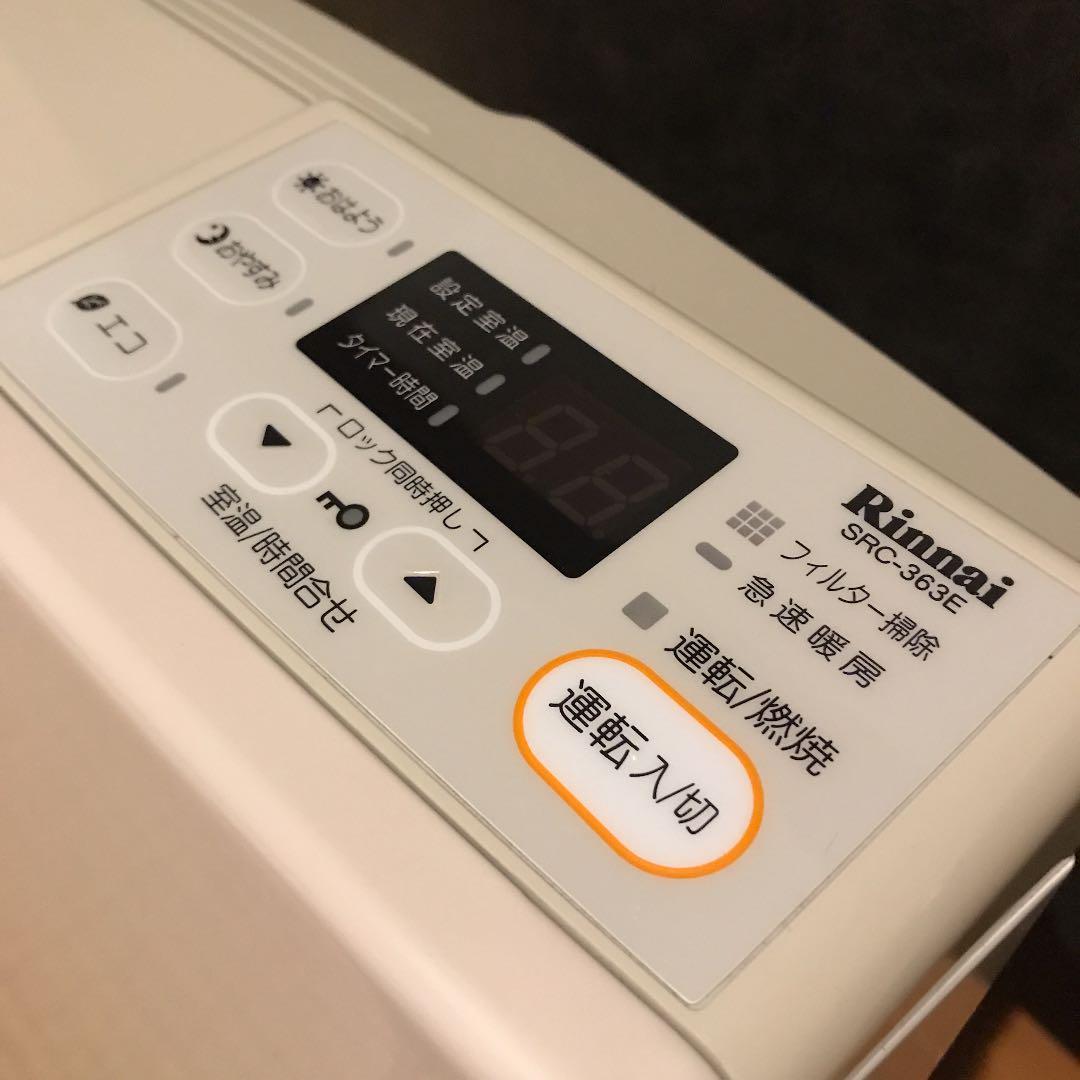 おはよう
おやすみ
エコ
設定室温
現在室温
タイマー時間
88
ロック同時押し
室温/時間合せ
Rinnai
SRC-363E
フィルター掃除
急速暖房
運転/燃焼
運転 入/切